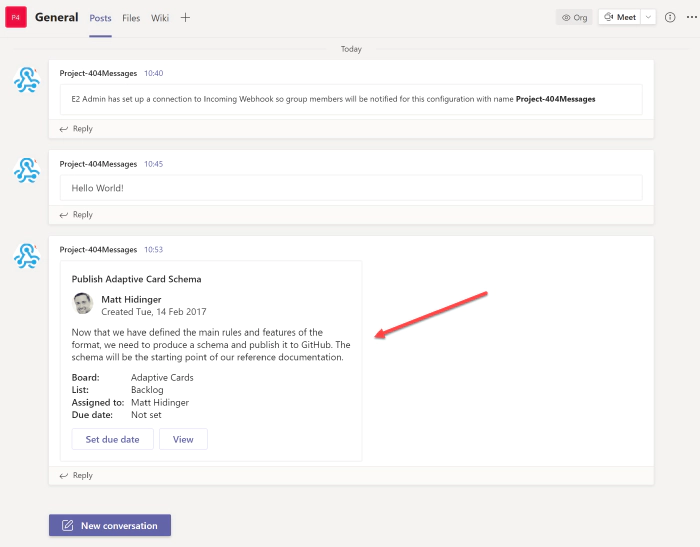 P4 General Posts Files Wiki + Org Meet
Today
Project-404Messages 10:40
E2 Admin has set up a connection to Incoming Webhook so group members will be notified for this configuration with name Project-404Messages
Reply
Project-404Messages 10:45
Hello World!
Reply
Project-404Messages 10:53
Publish Adaptive Card Schema
Matt Hidinger
Created Tue, 14 Feb 2017
Now that we have defined the main rules and features of the
format, we need to produce a schema and publish it to GitHub. The
schema will be the starting point of our reference documentation.
Board: Adaptive Cards
List: Backlog
Assigned to: Matt Hidinger
Due date: Not set
Set due date View
Reply
New conversation